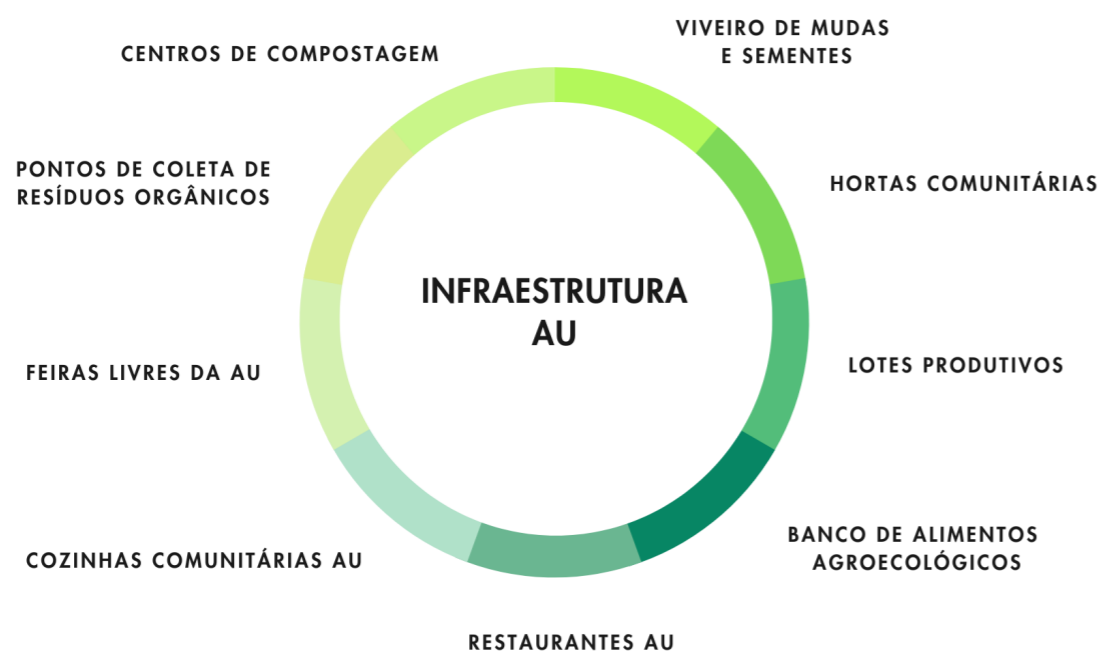 VIVEIRO DE MUDAS
E SEMENTES
CENTROS DE COMPOSTAGEM
PONTOS DE COLETA DE
RESÍDUOS ORGÂNICOS
HORTAS COMUNITÁRIAS
INFRAESTRUTURA
AU
LOTES PRODUTIVOS
FEIRAS LIVRES DA AU
BANCO DE ALIMENTOS
AGROECOLÓGICOS
COZINHAS COMUNITÁRIAS AU
RESTAURANTES AU